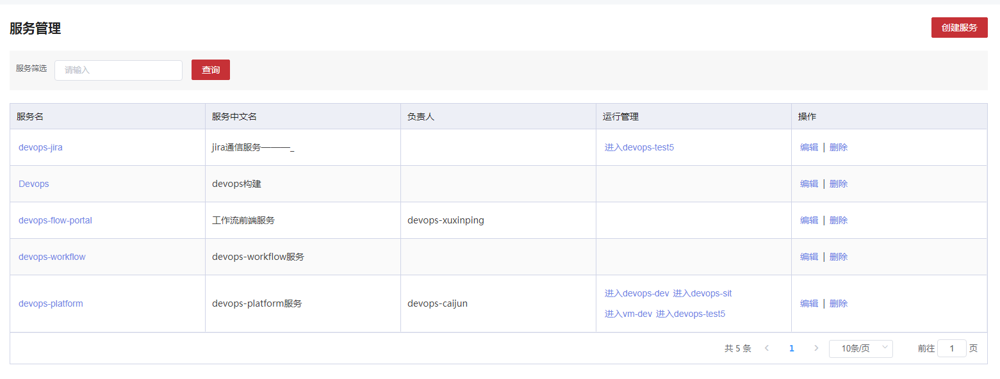 服务管理
创建服务
服务筛选 请输入 查询
服务名 服务中文名 负责人 运行管理 操作
devops-jira jira通信服务———_ 进入devops-test5 编辑 | 删除
Devops devops构建 编辑 | 删除
devops-flow-portal 工作流前端服务 devops-xuxinping 编辑 | 删除
devops-workflow devops-workflow服务 编辑 | 删除
devops-platform devops-platform服务 devops-caijun 进入devops-dev 进入devops-sit 编辑 | 删除
进入vm-dev 进入devops-test5
共 5 条 < 1 > 10条/页 前往 1 页